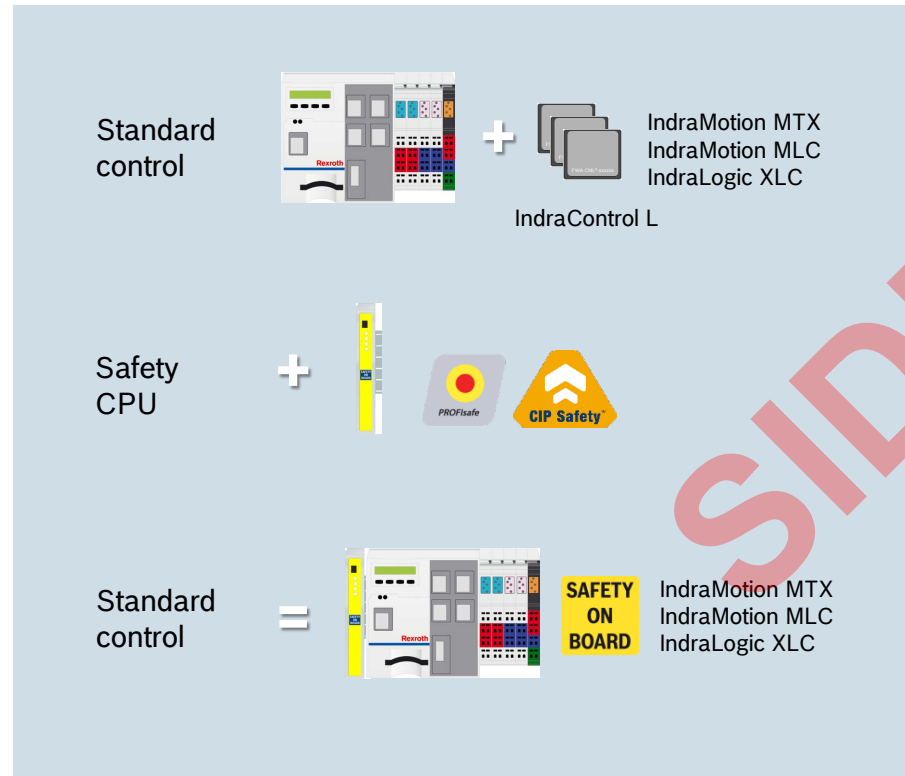 Standard
control
Rexroth
IndraMotion MTX
IndraMotion MLC
IndraLogic XLC
IndraControl L
Safety
CPU
PROFIsafe
CIP Safety
Standard
control
Rexroth
SAFETY
ON
BOARD
IndraMotion MTX
IndraMotion MLC
IndraLogic XLC